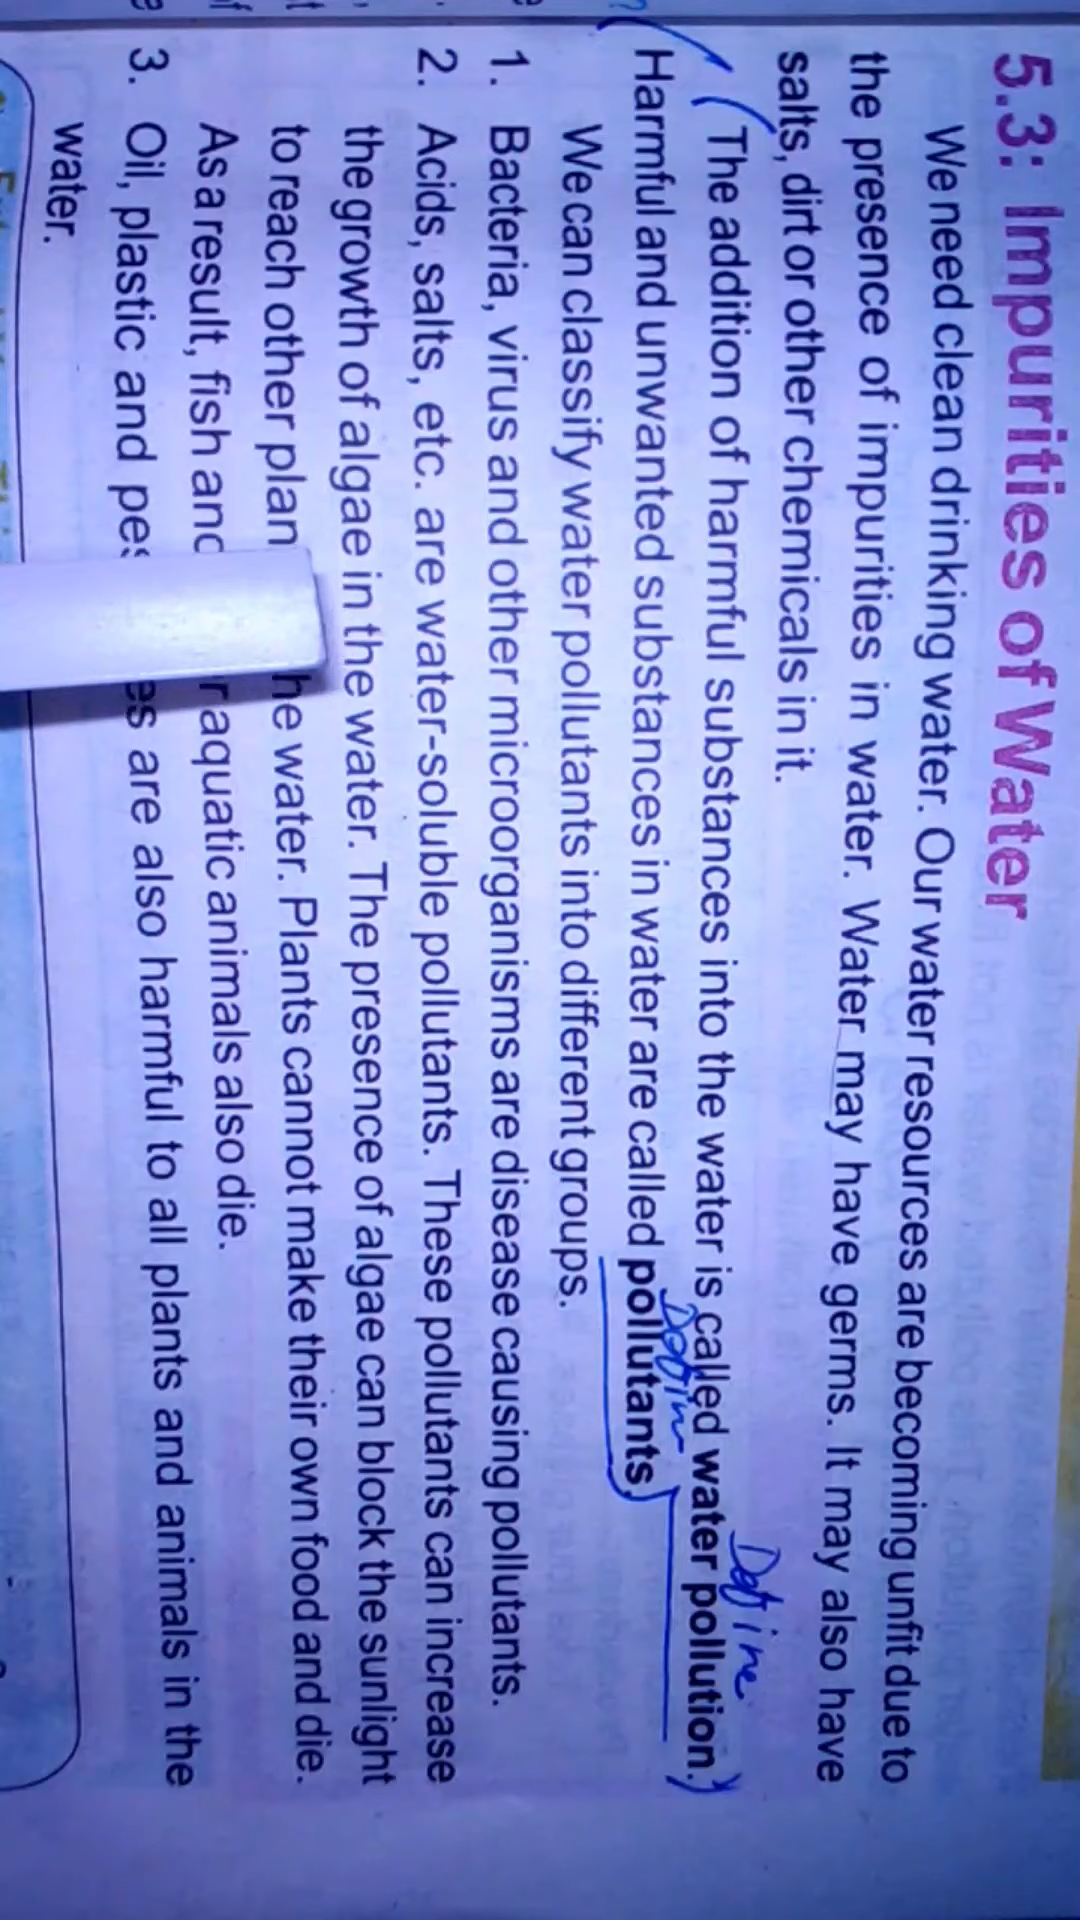 5.3: Impurities of Water
We need clean drinking water. Our water resources are becoming unfit due to
the presence of impurities in water. Water may have germs. It may also have
salts, dirt or other chemicals in it.
Define
The addition of harmful substances into the water is called water pollution.
Defin
Harmful and unwanted substances in water are called pollutants
We can classify water pollutants into different groups.
1. Bacteria, virus and other microorganisms are disease causing pollutants.
2. Acids, salts, etc. are water-soluble pollutants. These pollutants can increase
the growth of algae in the water. The presence of algae can block the sunlight
to reach other plan he water. Plants cannot make their own food and die.
As a result, fish and r aquatic animals also die.
3. Oil, plastic and pes es are also harmful to all plants and animals in the
water.